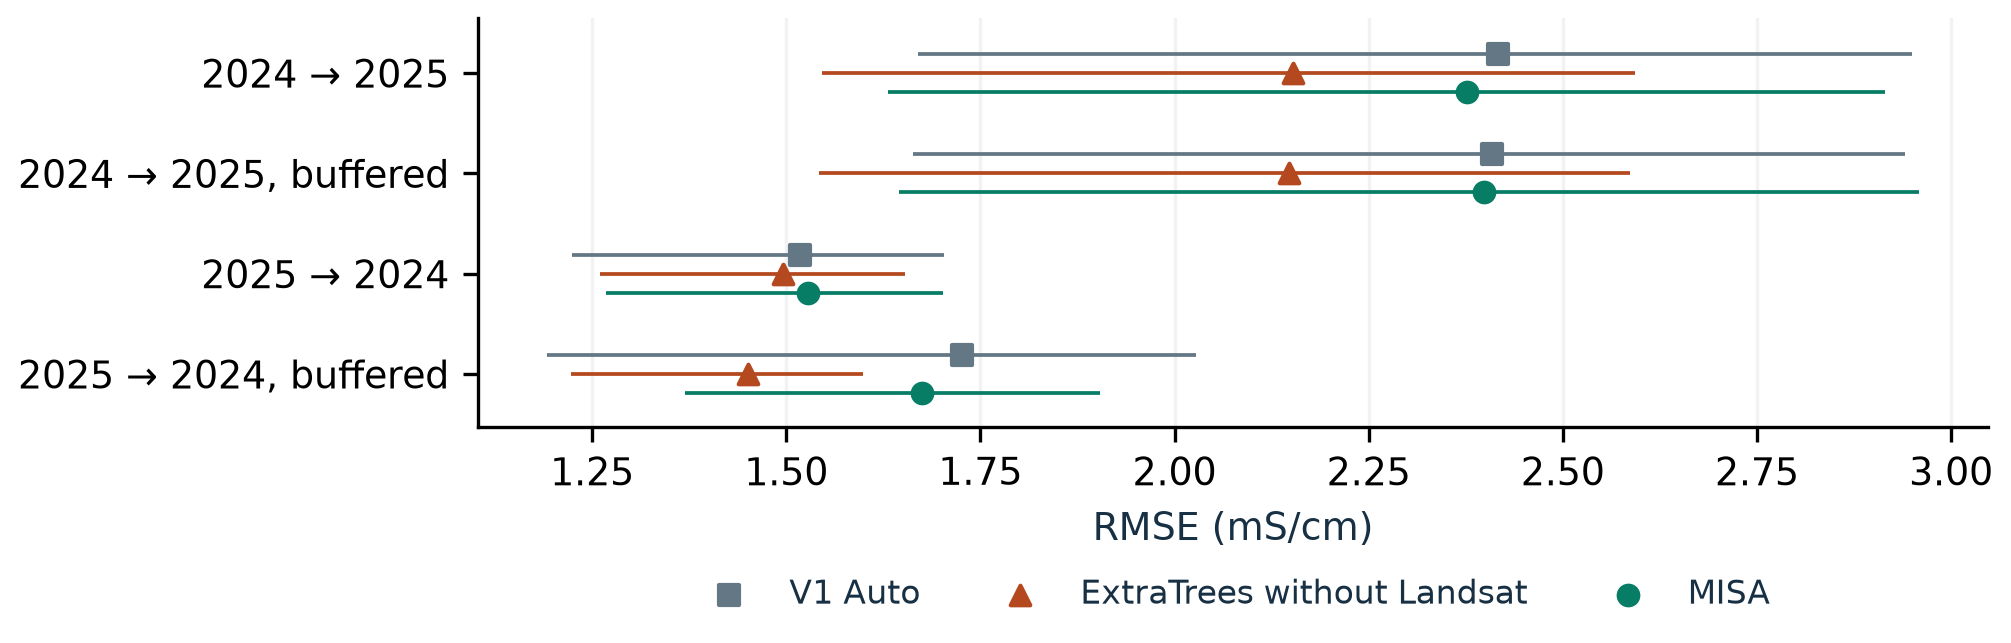 2024 → 2025
2024 → 2025, buffered
2025 → 2024
2025 → 2024, buffered
1.25 1.50 1.75 2.00 2.25 2.50 2.75 3.00
RMSE (mS/cm)
V1 Auto ExtraTrees without Landsat MISA